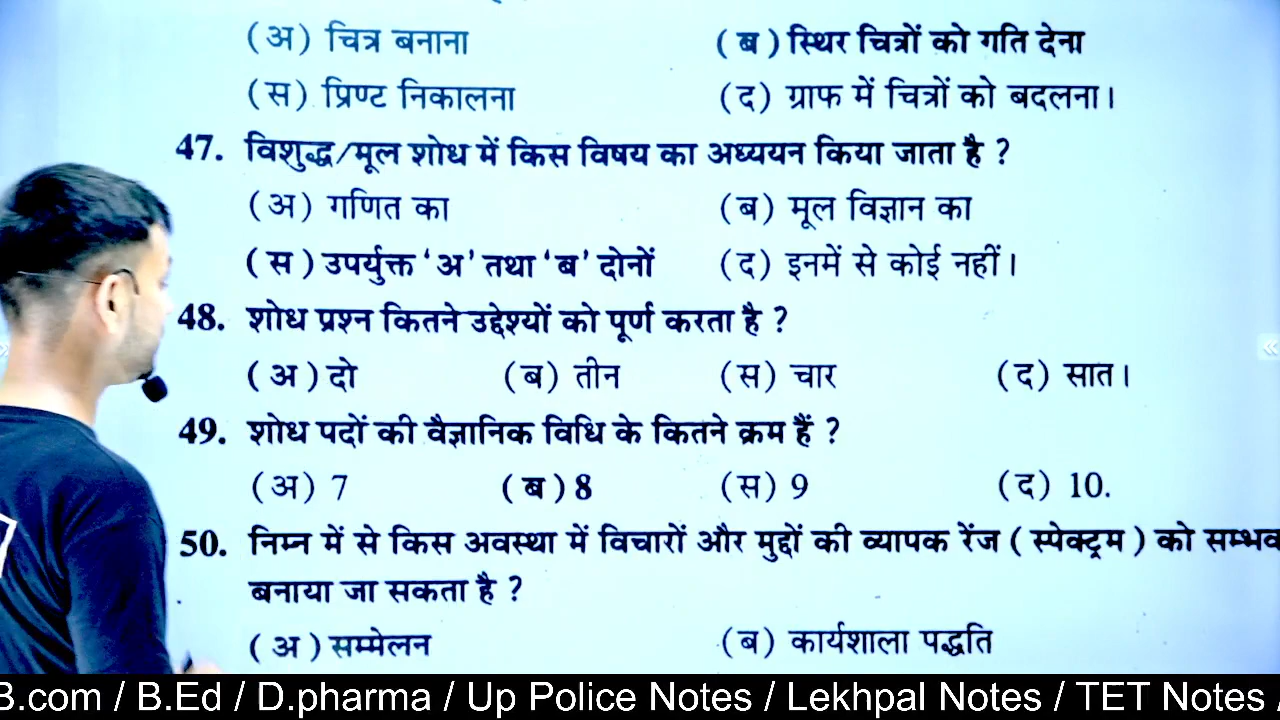 (अ) चित्र बनाना (ब) स्थिर चित्रों को गति देना
(स) प्रिण्ट निकालना (द) ग्राफ में चित्रों को बदलना।
47. विशुद्ध/मूल शोध में किस विषय का अध्ययन किया जाता है ?
(अ) गणित का (ब) मूल विज्ञान का
(स) उपर्युक्त ‘अ’ तथा ‘ब’ दोनों (द) इनमें से कोई नहीं।
48. शोध प्रश्न कितने उद्देश्यों को पूर्ण करता है ?
(अ) दो (ब) तीन (स) चार (द) सात।
49. शोध पदों की वैज्ञानिक विधि के कितने क्रम हैं ?
(अ) 7 (ब) 8 (स) 9 (द) 10.
50. निम्न में से किस अवस्था में विचारों और मुद्दों की व्यापक रेंज (स्पेक्ट्रम) को सम्भव
बनाया जा सकता है ?
(अ) सम्मेलन (ब) कार्यशाला पद्धति
B.com / B.Ed / D.pharma / Up Police Notes / Lekhpal Notes / TET Notes /